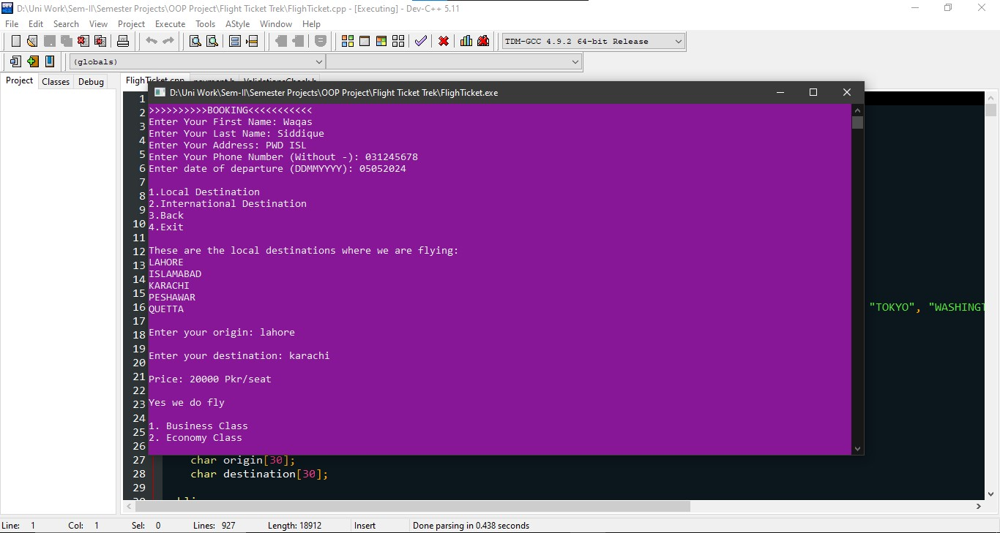 D:\Uni Work\Sem-II\Semester Projects\OOP Project\Flight Ticket Trek\FlighTicket.cpp - [Executing] - Dev-C++ 5.11
File Edit Search View Project Execute Tools AStyle Window Help
TDM-GCC 4.9.2 64-bit Release
(globals)
Project Classes Debug FlighTicket.cpp payment.h ValidationsCheck.h
D:\Uni Work\Sem-II\Semester Projects\OOP Project\Flight Ticket Trek\FlighTicket.exe
1
2
3
4
5
6
7
8
9
10
11
12
13
14
15
16
17
18
19
20
21
22
23
24
25
26
>>>>>>>>>>BOOKING<<<<<<<<<<<
Enter Your First Name: Waqas
Enter Your Last Name: Siddique
Enter Your Address: PWD ISL
Enter Your Phone Number (Without -): 031245678
Enter date of departure (DDMMYYYY): 05052024
1.Local Destination
2.International Destination
3.Back
4.Exit
These are the local destinations where we are flying:
LAHORE
ISLAMABAD
KARACHI
PESHAWAR
QUETTA
Enter your origin: lahore
Enter your destination: karachi
Price: 20000 Pkr/seat
Yes we do fly
1. Business Class
2. Economy Class
"TOKYO", "WASHINGT
27 char origin[30];
28 char destination[30];
29
Line: 1 Col: 1 Sel: 0 Lines: 927 Length: 18912 Insert Done parsing in 0.438 seconds